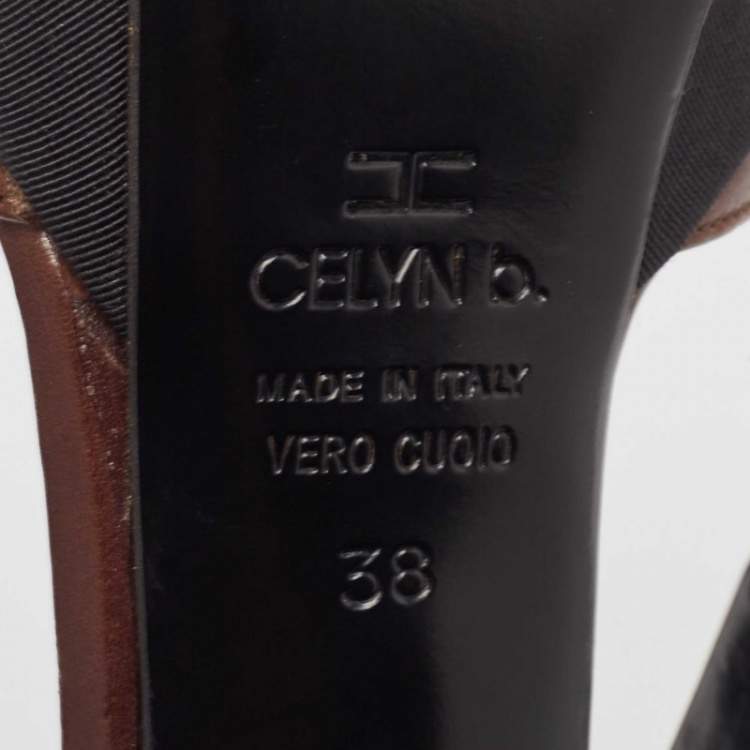 CELYN b.
MADE IN ITALY
VERO CUOIO
38